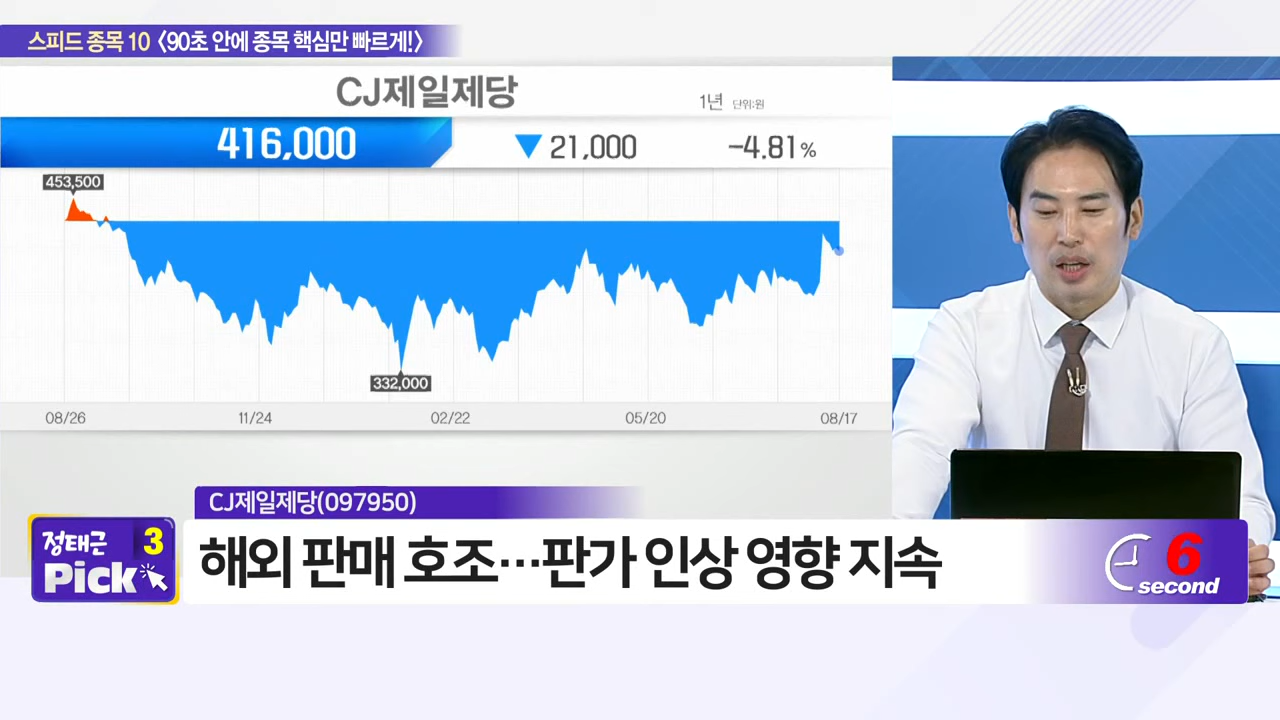 스피드 종목 10 <90초 안에 종목 핵심만 빠르게!>
CJ제일제당
1년 단위:원
416,000 ▼ 21,000 -4.81%
453,500
332,000
08/26 11/24 02/22 05/20 08/17
CJ제일제당(097950)
정태근 3
Pick
해외 판매 호조…판가 인상 영향 지속
6
second